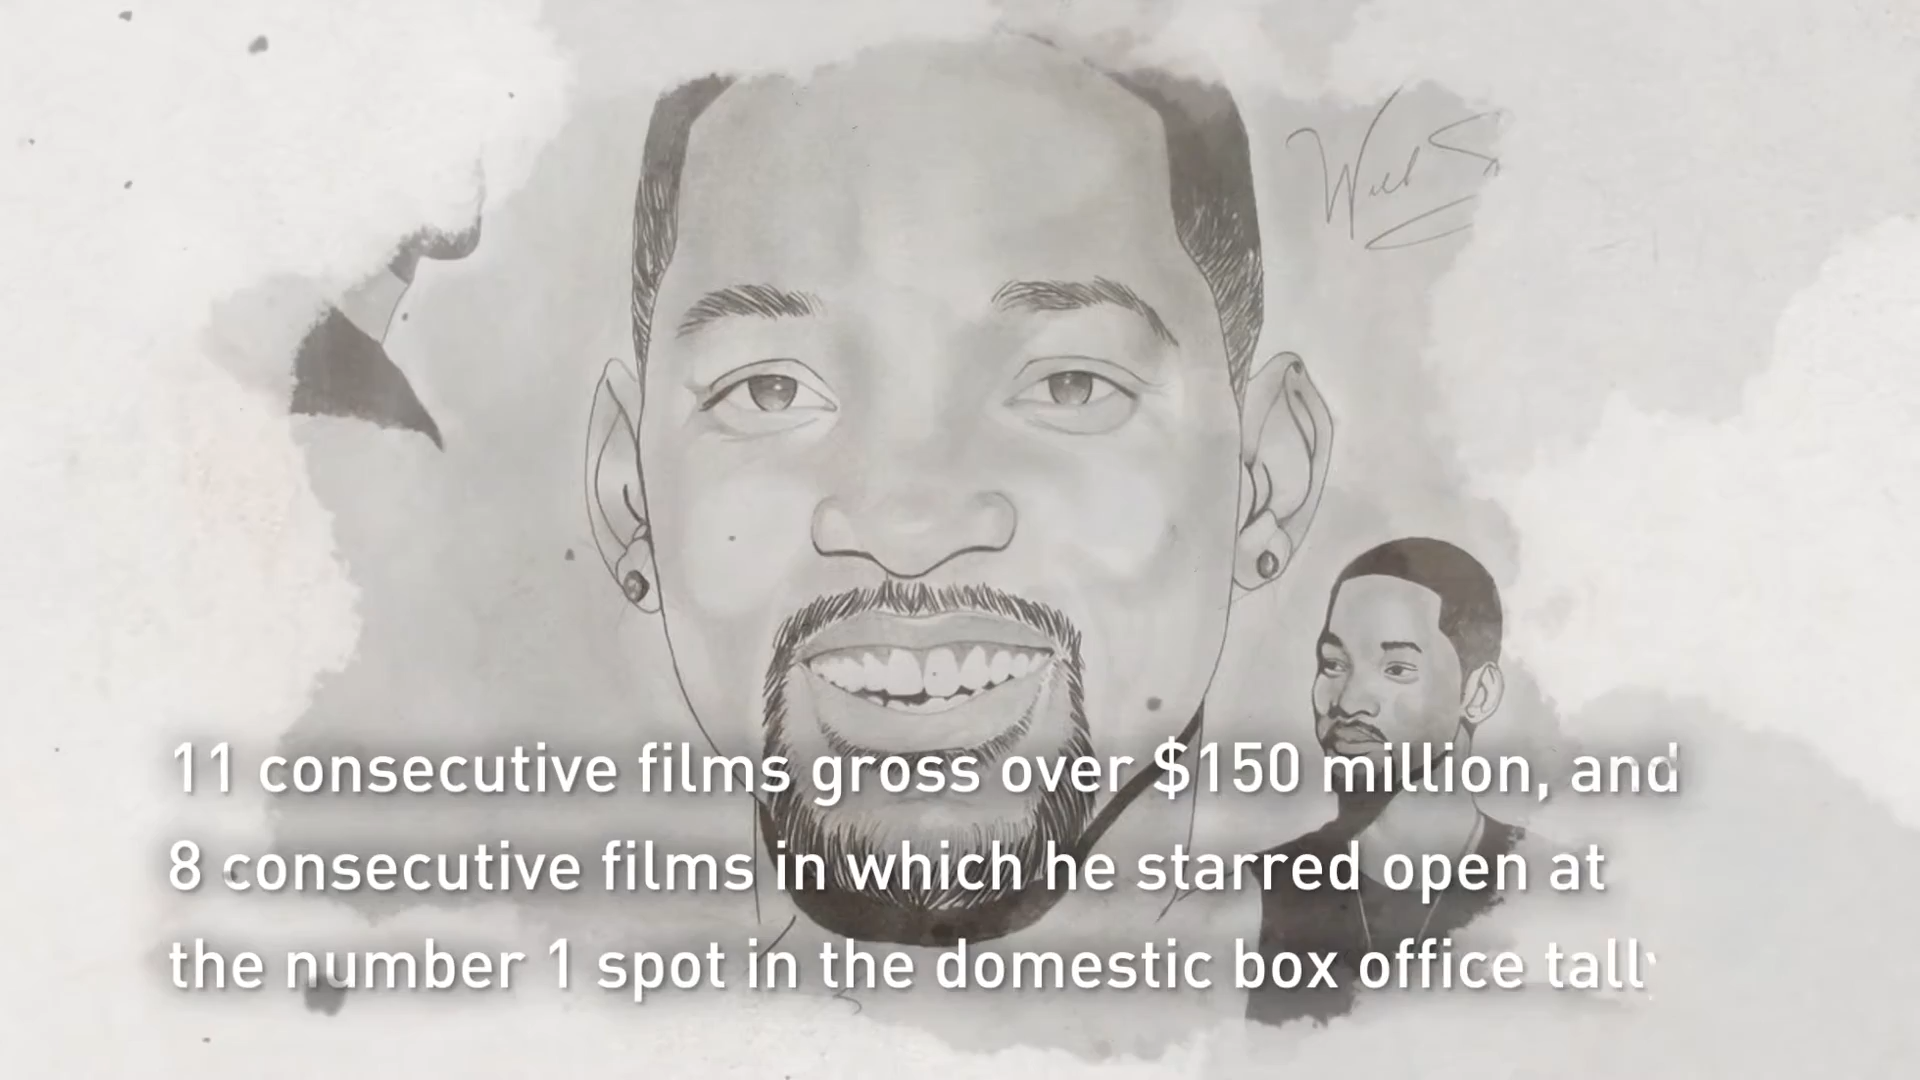 Will S
11 consecutive films gross over $150 million, and
8 consecutive films in which he starred open at
the number 1 spot in the domestic box office tally